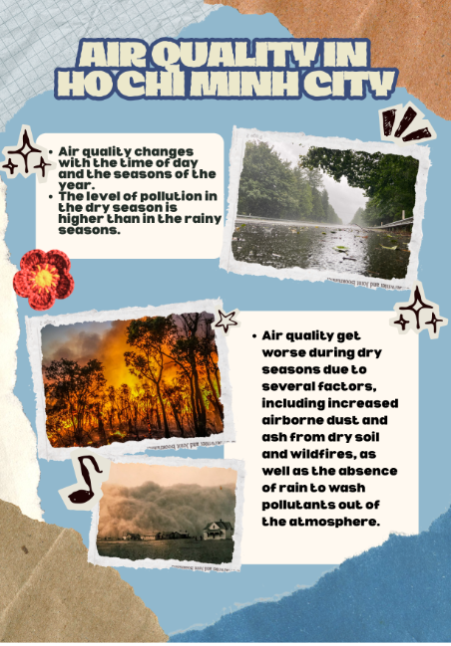 AIR QUALITY IN
HO CHI MINH CITY
• Air quality changes
with the time of day
and the seasons of the
year.
• The level of pollution in
the dry season is
higher than in the rainy
seasons.
• Air quality get
worse during dry
seasons due to
several factors,
including increased
airborne dust and
ash from dry soil
and wildfires, as
well as the absence
of rain to wash
pollutants out of
the atmosphere.